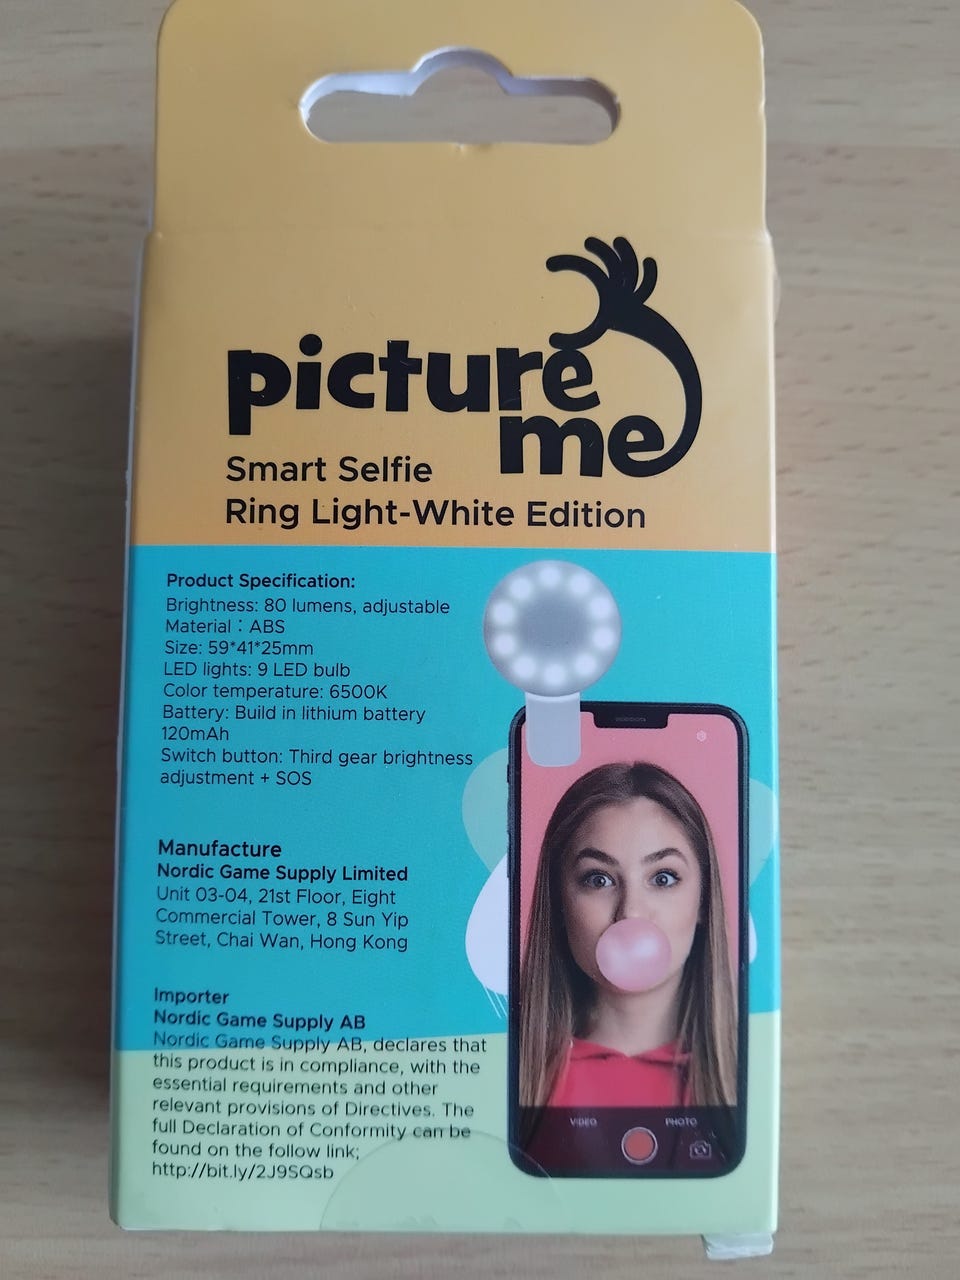 picture
me
Smart Selfie
Ring Light-White Edition
Product Specification:
Brightness: 80 lumens, adjustable
Material : ABS
Size: 59*41*25mm
LED lights: 9 LED bulb
Color temperature: 6500K
Battery: Build in lithium battery
120mAh
Switch button: Third gear brightness
adjustment + SOS
Manufacture
Nordic Game Supply Limited
Unit 03-04, 21st Floor, Eight
Commercial Tower, 8 Sun Yip
Street, Chai Wan, Hong Kong
Importer
Nordic Game Supply AB
Nordic Game Supply AB, declares that
this product is in compliance, with the
essential requirements and other
relevant provisions of Directives. The
full Declaration of Conformity can be
found on the follow link;
http://bit.ly/2J9SQsb
VIDEO PHOTO